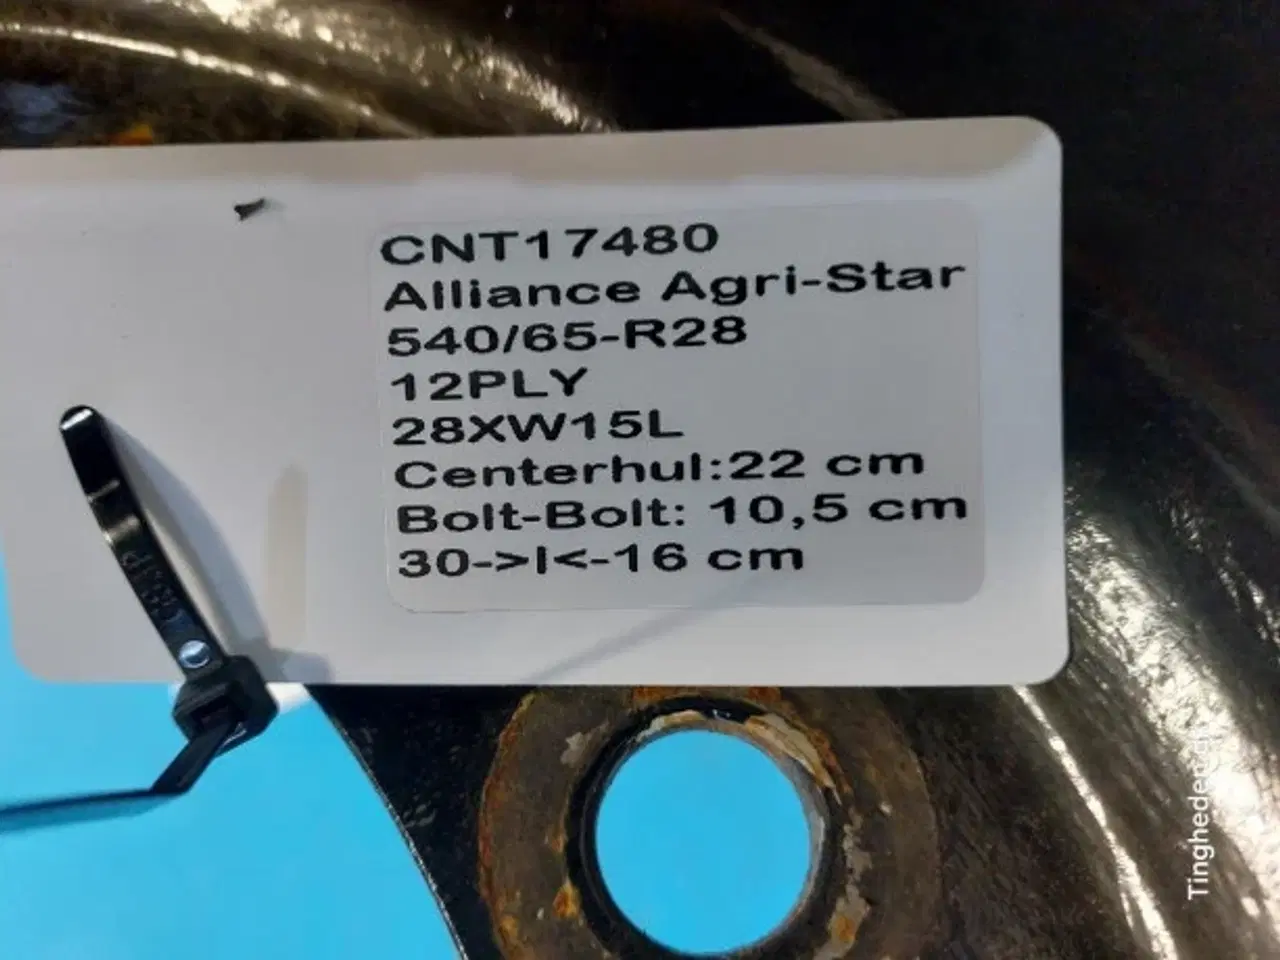 CNT17480
Alliance Agri-Star
540/65-R28
12PLY
28XW15L
Centerhul:22 cm
Bolt-Bolt: 10,5 cm
30->I<-16 cm